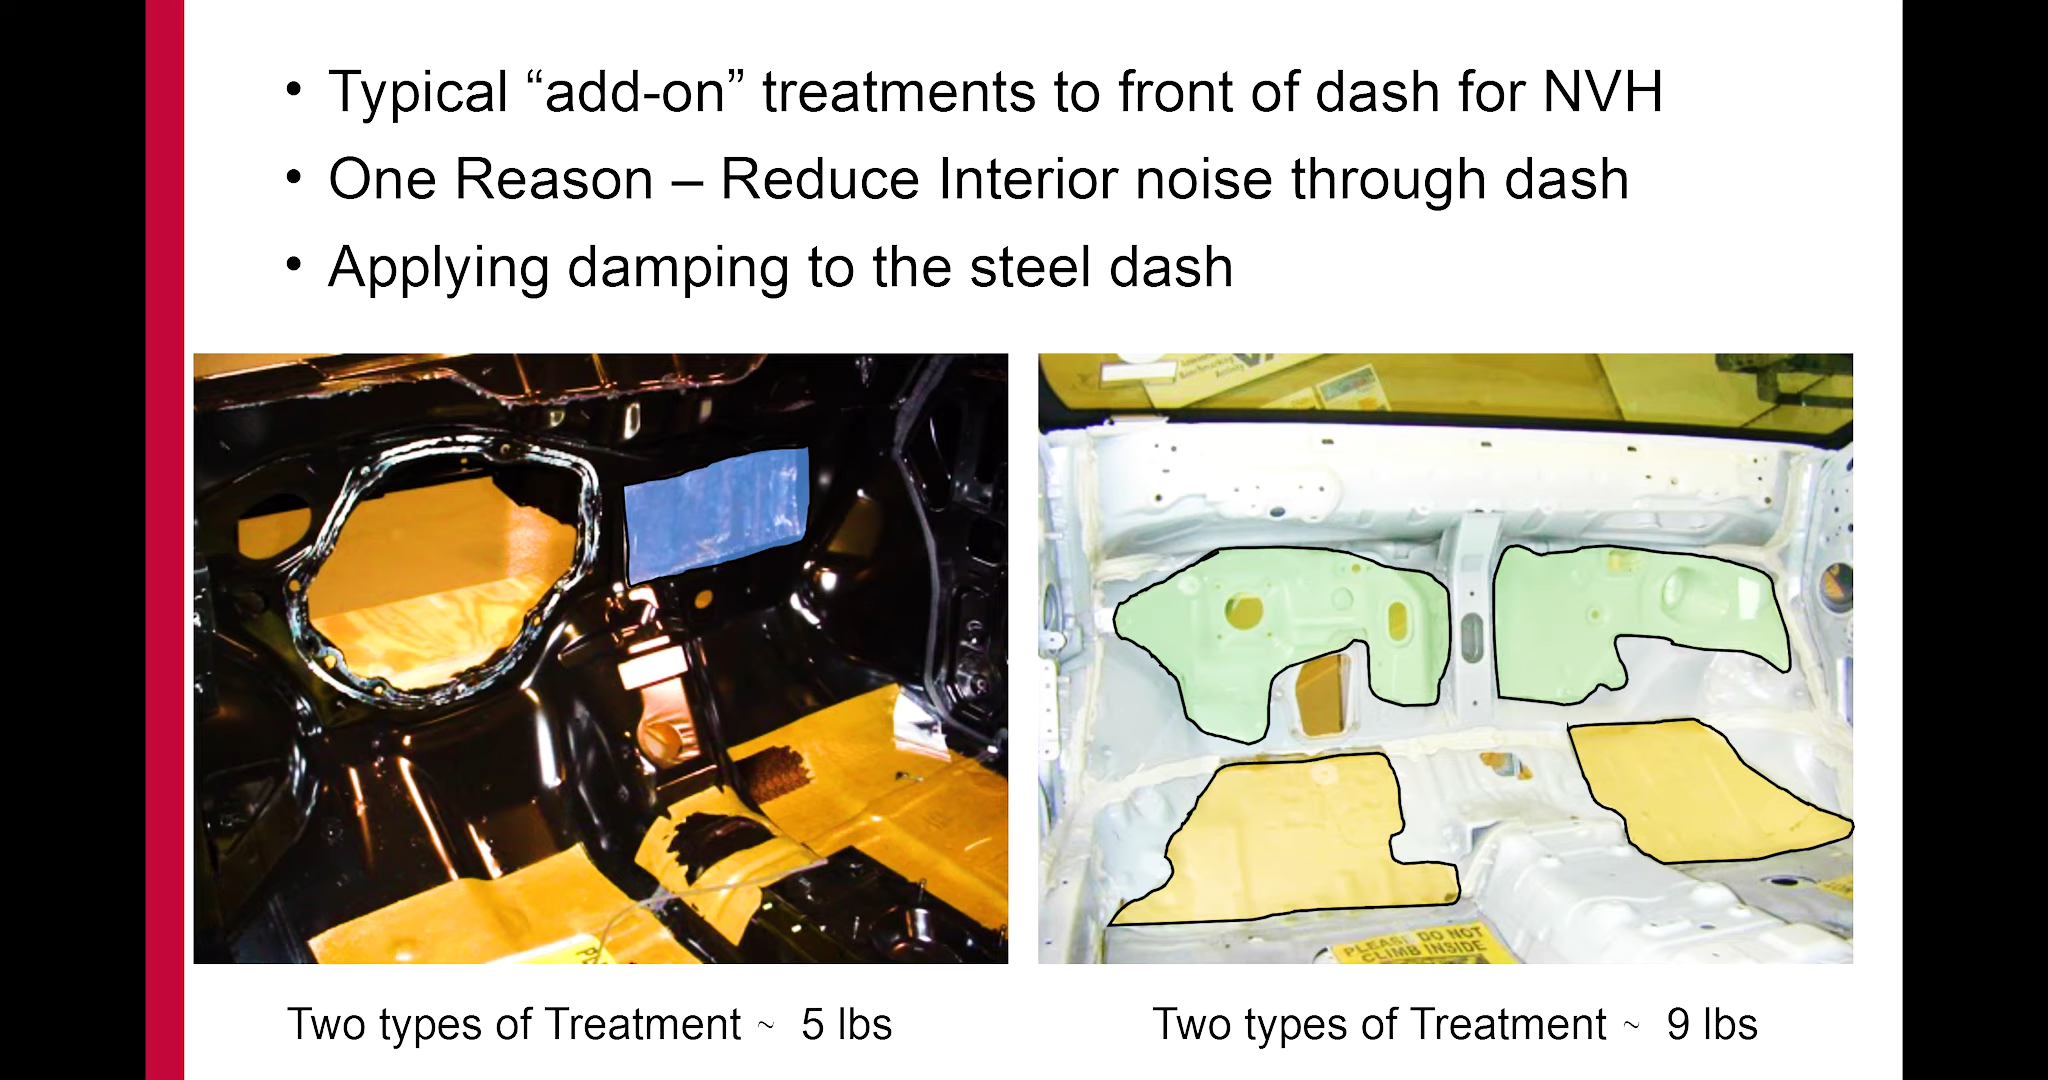 • Typical “add-on” treatments to front of dash for NVH
• One Reason – Reduce Interior noise through dash
• Applying damping to the steel dash
Benchmarking
Activity
PLEASE DO NOT
CLIMB INSIDE
Two types of Treatment ~ 5 lbs
Two types of Treatment ~ 9 lbs